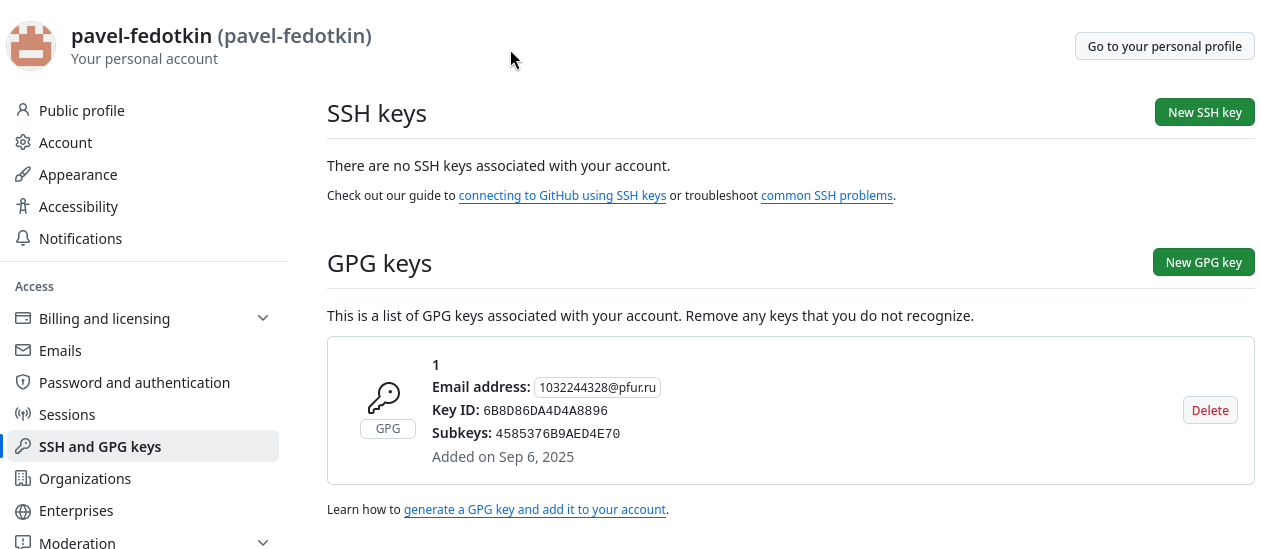 pavel-fedotkin (pavel-fedotkin)
Your personal account
Go to your personal profile
Public profile
Account
Appearance
Accessibility
Notifications
Access
Billing and licensing
Emails
Password and authentication
Sessions
SSH and GPG keys
Organizations
Enterprises
Moderation
SSH keys
New SSH key
There are no SSH keys associated with your account.
Check out our guide to connecting to GitHub using SSH keys or troubleshoot common SSH problems.
GPG keys
New GPG key
This is a list of GPG keys associated with your account. Remove any keys that you do not recognize.
GPG
1
Email address: 1032244328@pfur.ru
Key ID: 6B8D86DA4D4A8896
Subkeys: 4585376B9AED4E70
Added on Sep 6, 2025
Delete
Learn how to generate a GPG key and add it to your account.